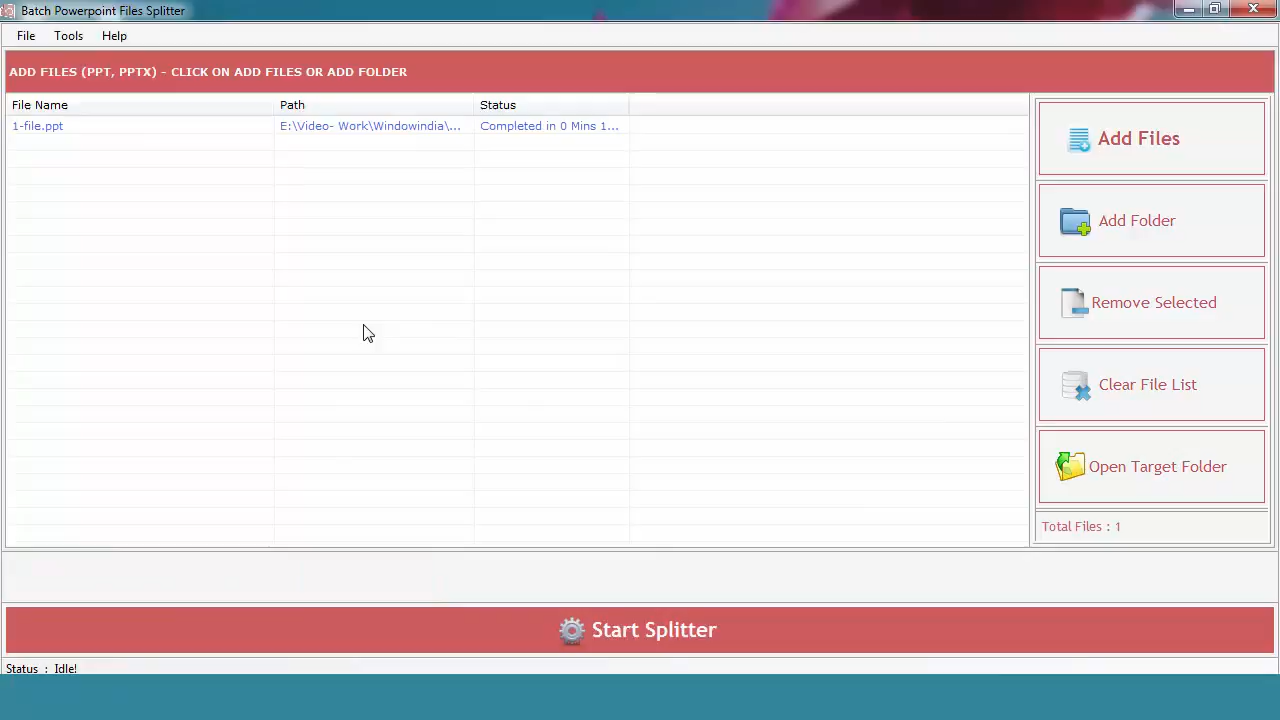 Batch Powerpoint Files Splitter
File Tools Help
ADD FILES (PPT, PPTX) - CLICK ON ADD FILES OR ADD FOLDER
File Name Path Status
1-file.ppt E:\Video- Work\Windowindia\... Completed in 0 Mins 1...
Add Files
Add Folder
Remove Selected
Clear File List
Open Target Folder
Total Files : 1
Start Splitter
Status : Idle!